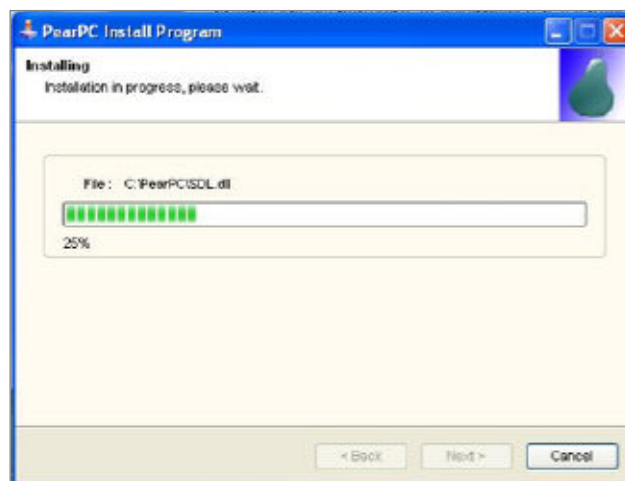 PearPC Install Program
Installing
Installation in progress, please wait.
File : C:\PearPC\SDL.dll
25%
< Back
Next >
Cancel